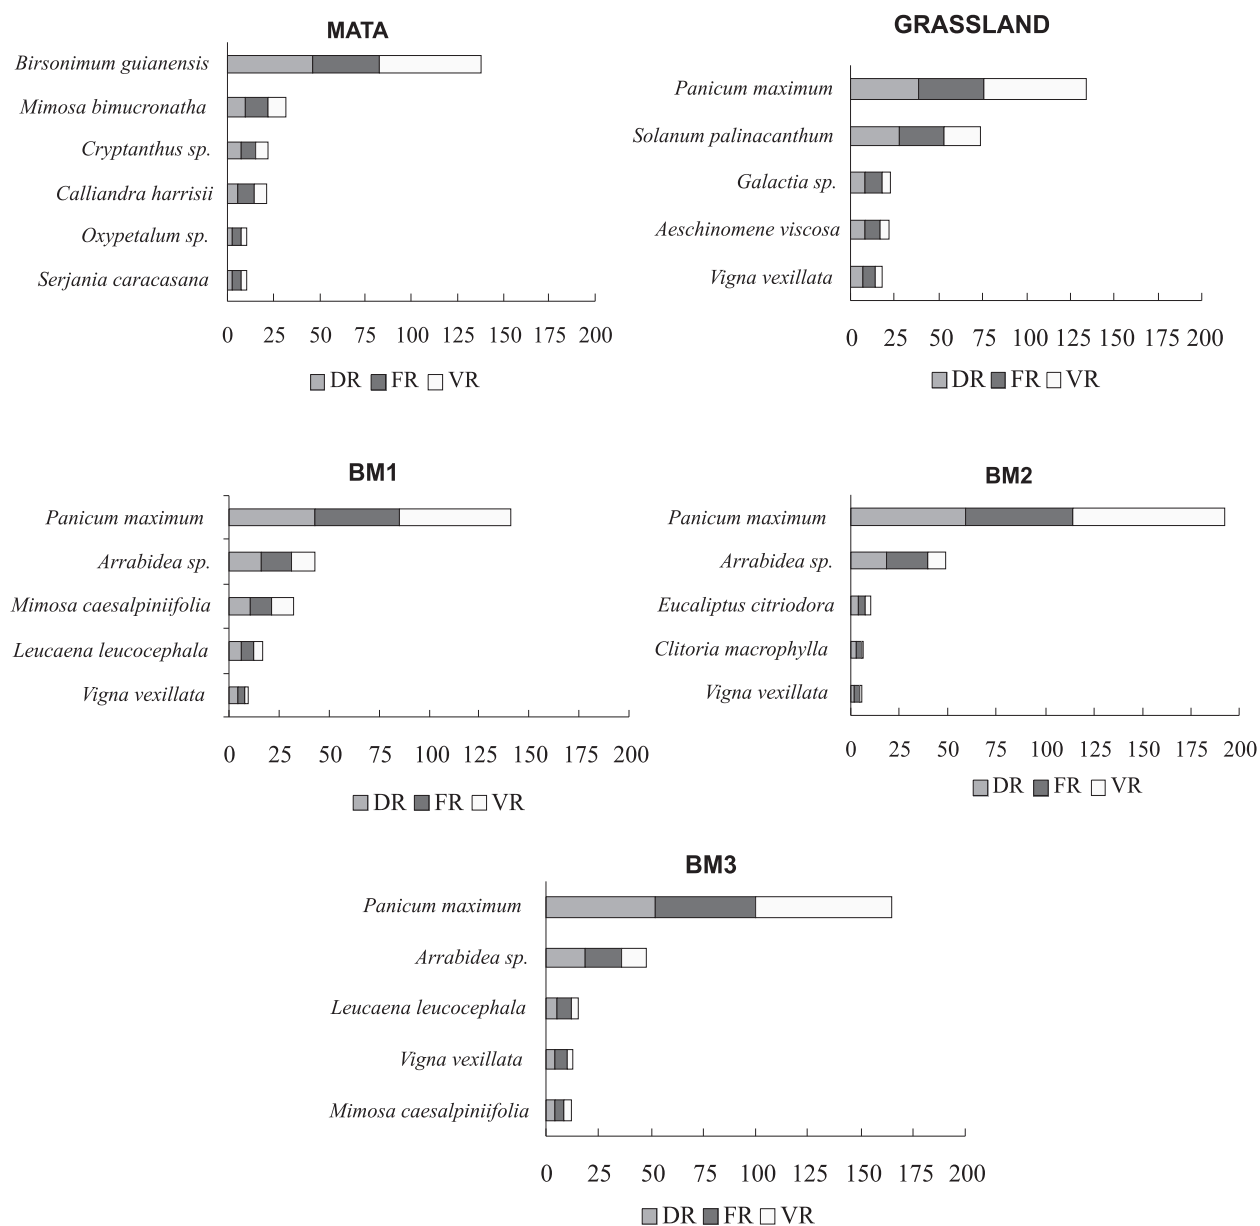 MATA
Birsonimum guianensis
Mimosa bimucronatha
Cryptanthus sp.
Calliandra harrisii
Oxypetalum sp.
Serjania caracasana
0 25 50 75 100 125 150 175 200
DR FR VR
GRASSLAND
Panicum maximum
Solanum palinacanthum
Galactia sp.
Aeschinomene viscosa
Vigna vexillata
0 25 50 75 100 125 150 175 200
DR FR VR
BM1
Panicum maximum
Arrabidea sp.
Mimosa caesalpiniifolia
Leucaena leucocephala
Vigna vexillata
0 25 50 75 100 125 150 175 200
DR FR VR
BM2
Panicum maximum
Arrabidea sp.
Eucaliptus citriodora
Clitoria macrophylla
Vigna vexillata
0 25 50 75 100 125 150 175 200
DR FR VR
BM3
Panicum maximum
Arrabidea sp.
Leucaena leucocephala
Vigna vexillata
Mimosa caesalpiniifolia
0 25 50 75 100 125 150 175 200
DR FR VR